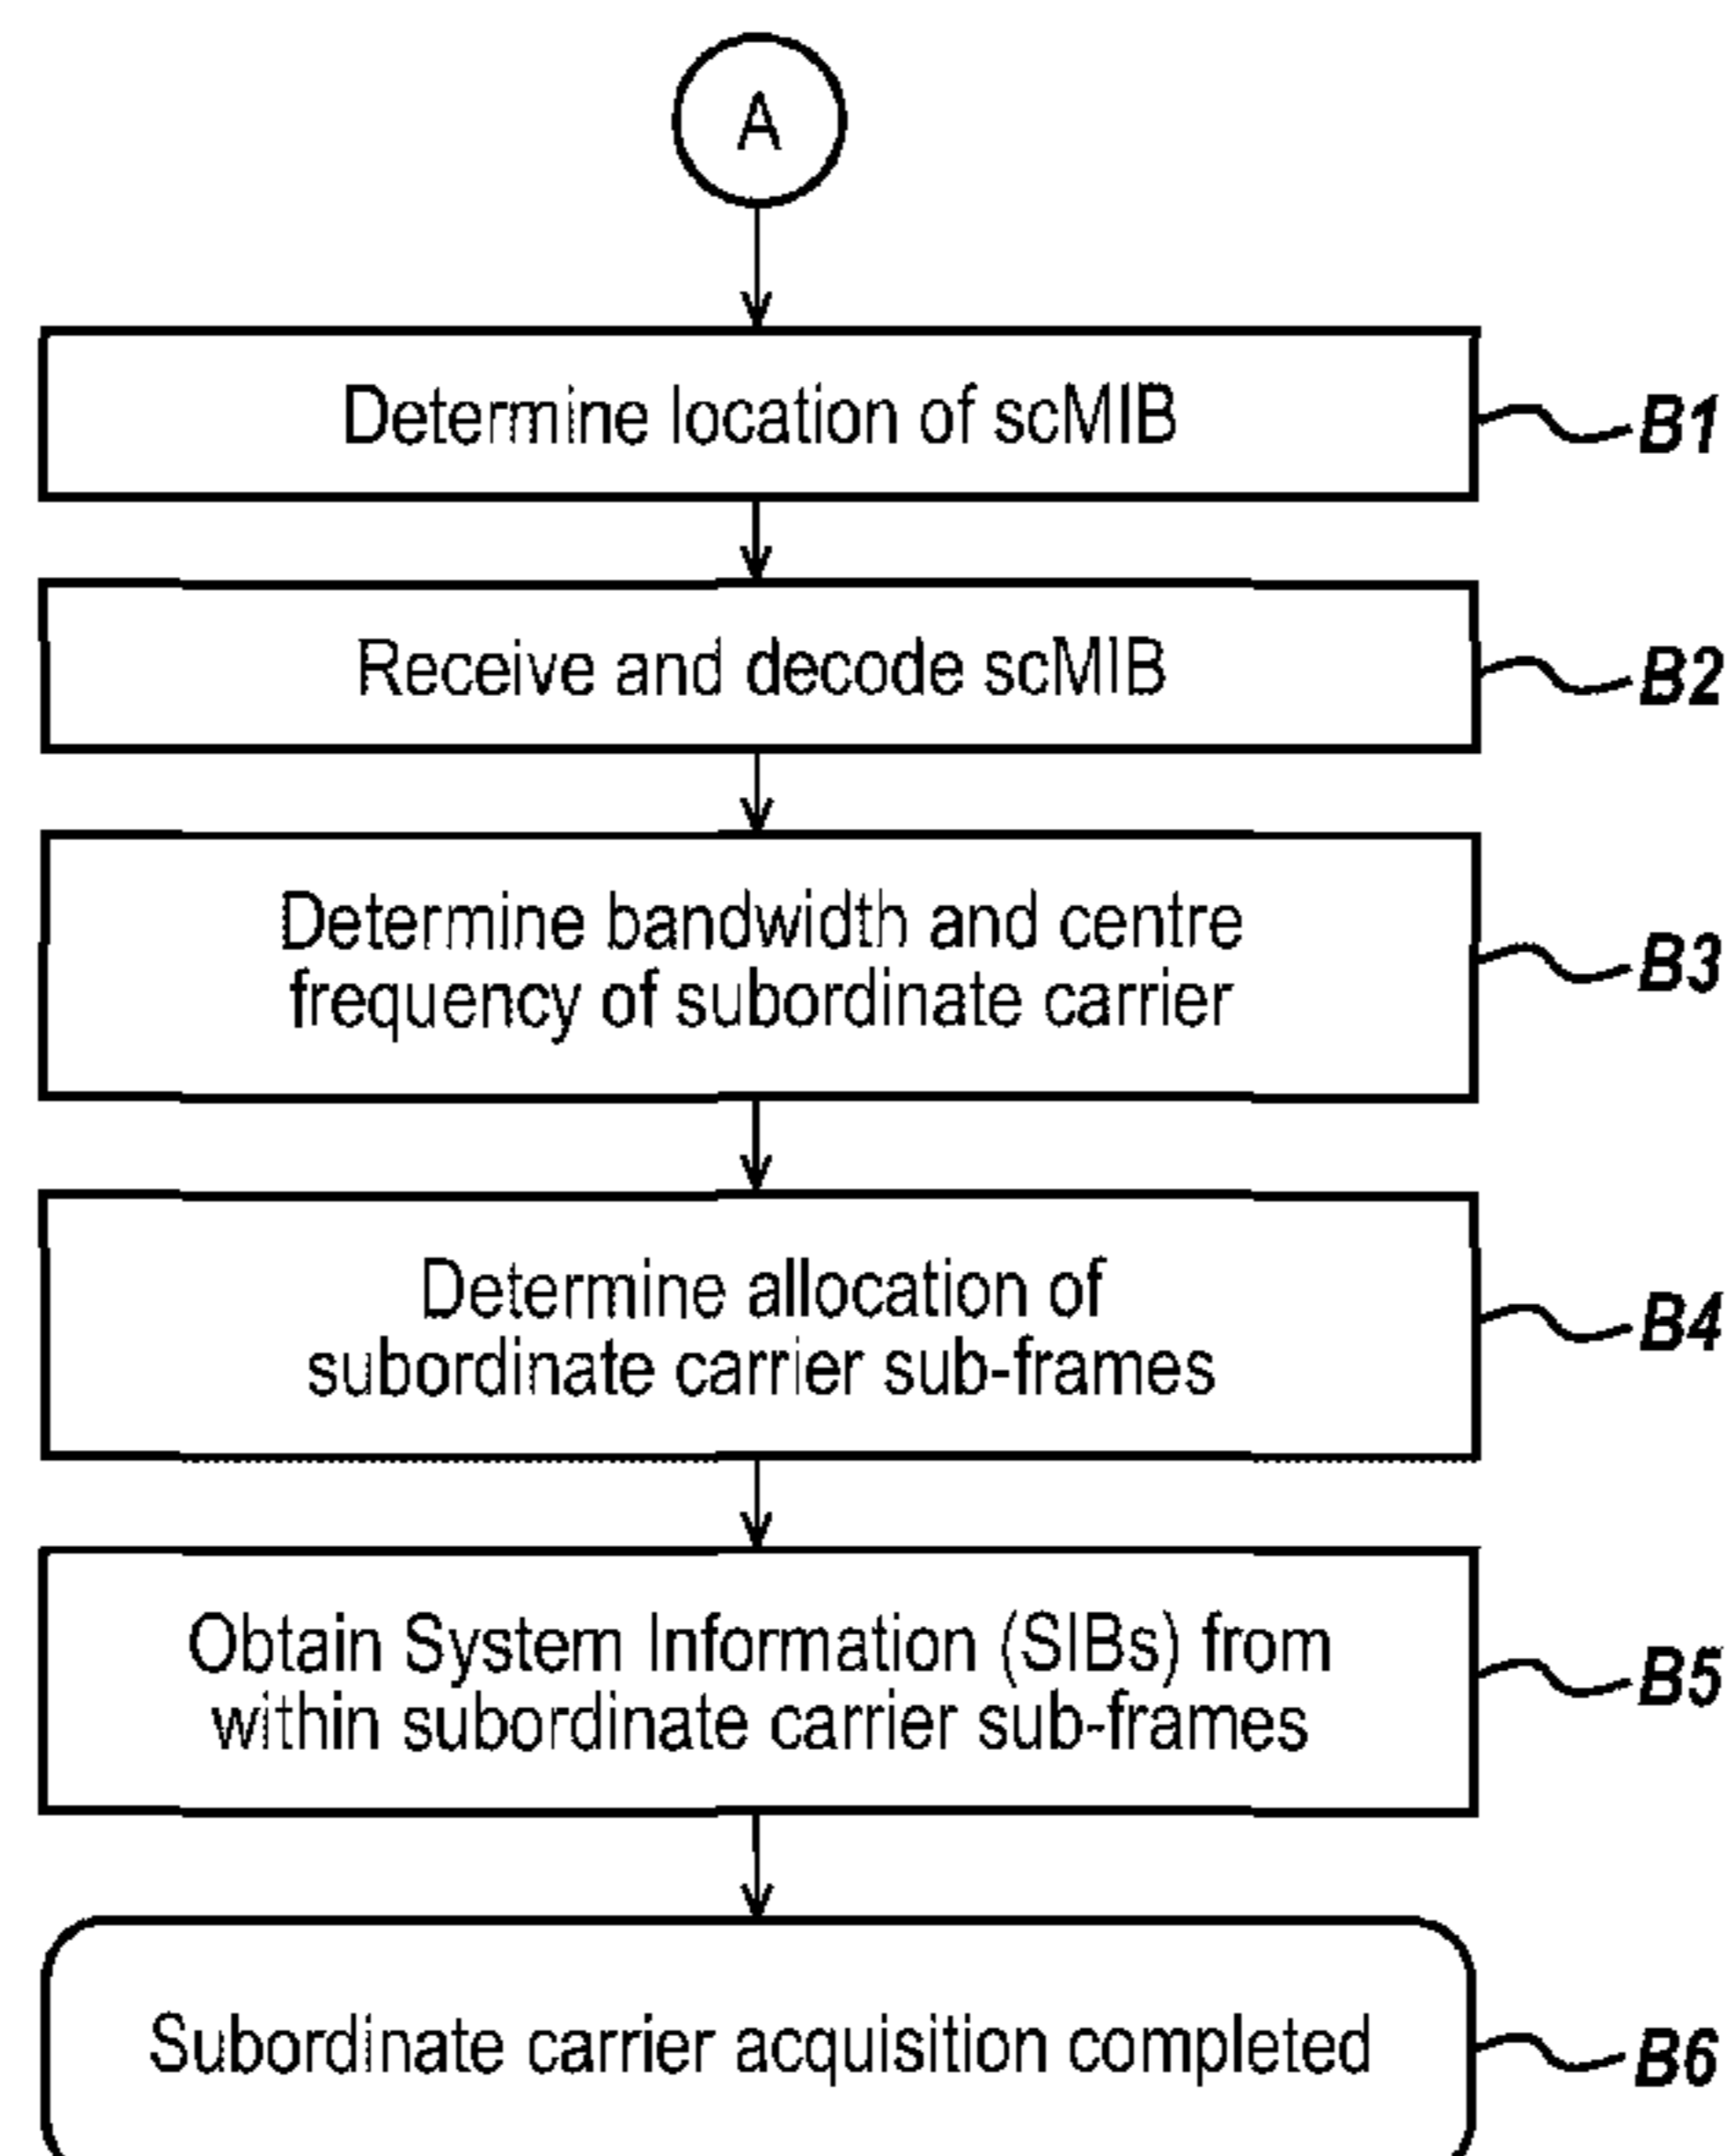 A
Determine location of scMIB
B1
Receive and decode scMIB
B2
Determine bandwidth and centre
frequency of subordinate carrier
B3
Determine allocation of
subordinate carrier sub-frames
B4
Obtain System Information (SIBs) from
within subordinate carrier sub-frames
B5
Subordinate carrier acquisition completed
B6